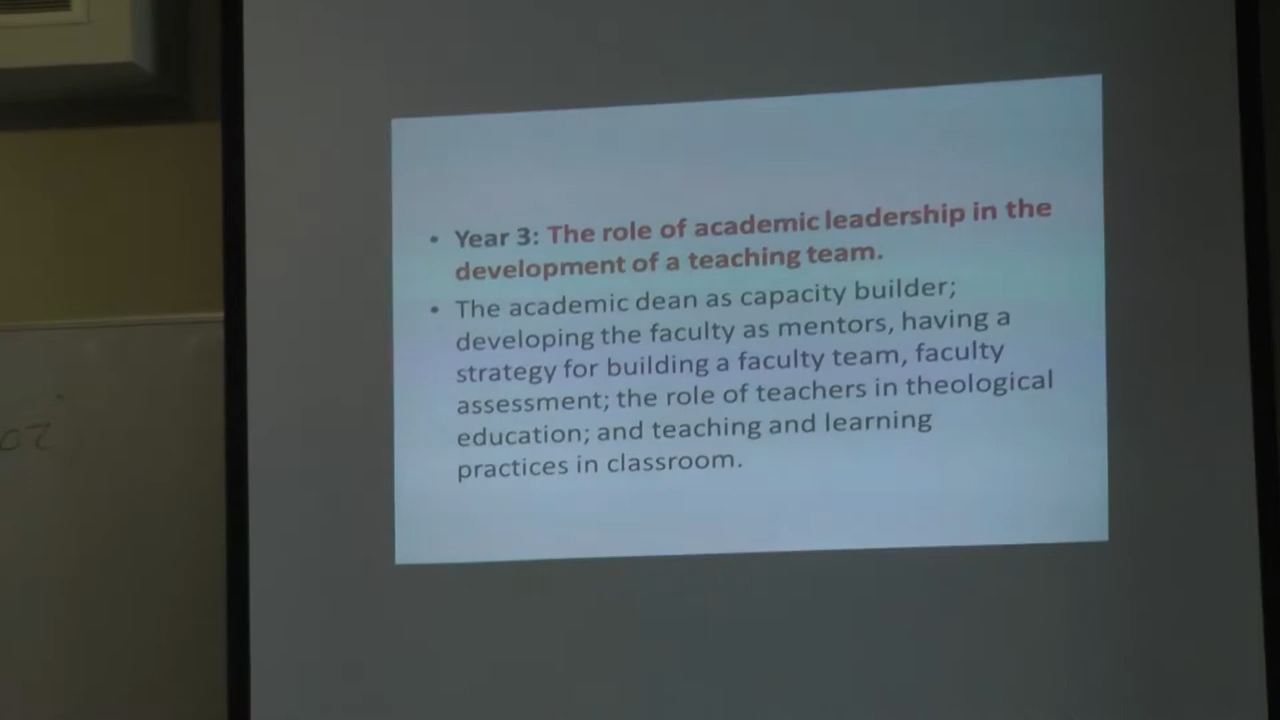 • Year 3: The role of academic leadership in the
development of a teaching team.
• The academic dean as capacity builder;
developing the faculty as mentors, having a
strategy for building a faculty team, faculty
assessment; the role of teachers in theological
education; and teaching and learning
practices in classroom.